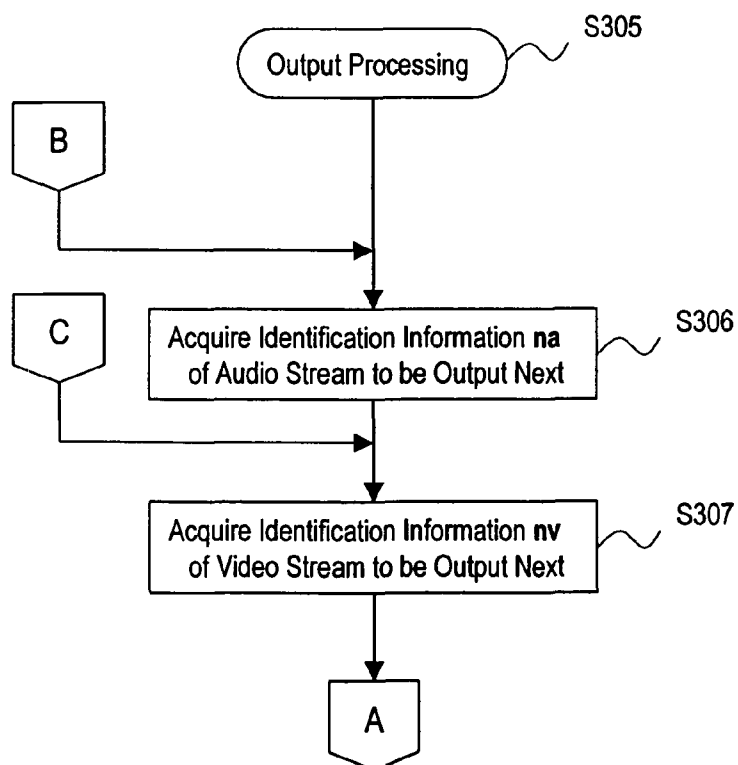 S305
Output Processing
B
C
Acquire Identification Information na
of Audio Stream to be Output Next
S306
Acquire Identification Information nv
of Video Stream to be Output Next
S307
A